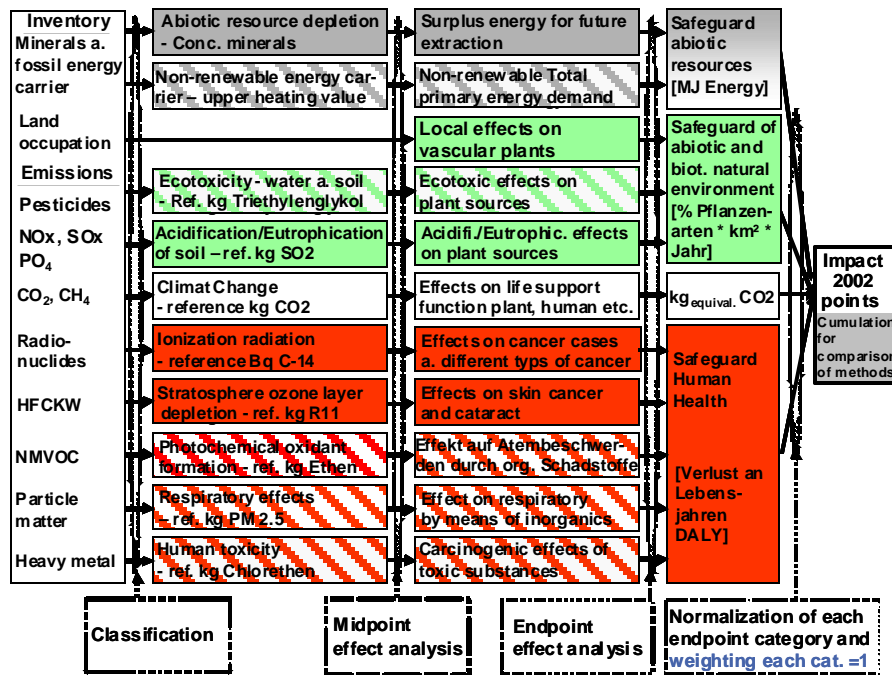 Inventory
Minerals a.
fossil energy
carrier
Land
occupation
Emissions
Pesticides
NOx, SOx
PO4
CO2, CH4
Radio-
nuclides
HFCKW
NMVOC
Particle
matter
Heavy metal
Abiotic resource depletion
- Conc. minerals
Non-renewable energy car-
rier – upper heating value
Ecotoxicity - water a. soil
- Ref. kg Triethylenglykol
Acidification/Eutrophication
of soil – ref. kg SO2
Climat Change
- reference kg CO2
Ionization radiation
- reference Bq C-14
Stratosphere ozone layer
depletion - ref. kg R11
Photochemical oxidant
formation - ref. kg Ethen
Respiratory effects
– ref. kg PM 2.5
Human toxicity
- ref. kg Chlorethen
Surplus energy for future
extraction
Non-renewable Total
primary energy demand
Local effects on
vascular plants
Ecotoxic effects on
plant sources
Acidifi./Eutrophic. effects
on plant sources
Effects on life support
function plant, human etc.
Effects on cancer cases
a. different typs of cancer
Effects on skin cancer
and cataract
Effekt auf Atembeschwer-
den durch org. Schadstoffe
Effect on respiratory
by means of inorganics
Carcinogenic effects of
toxic substances
Safeguard
abiotic
resources
[MJ Energy]
Safeguard of
abiotic and
biot. natural
environment
[% Pflanzen-
arten * km² *
Jahr]
kgequival. CO2
Safeguard
Human
Health
[Verlust an
Lebens-
jahren
DALY]
Impact
2002
points
Cumulation
for
comparison
of methods
Classification
Midpoint
effect analysis
Endpoint
effect analysis
Normalization of each
endpoint category and
weighting each cat. =1